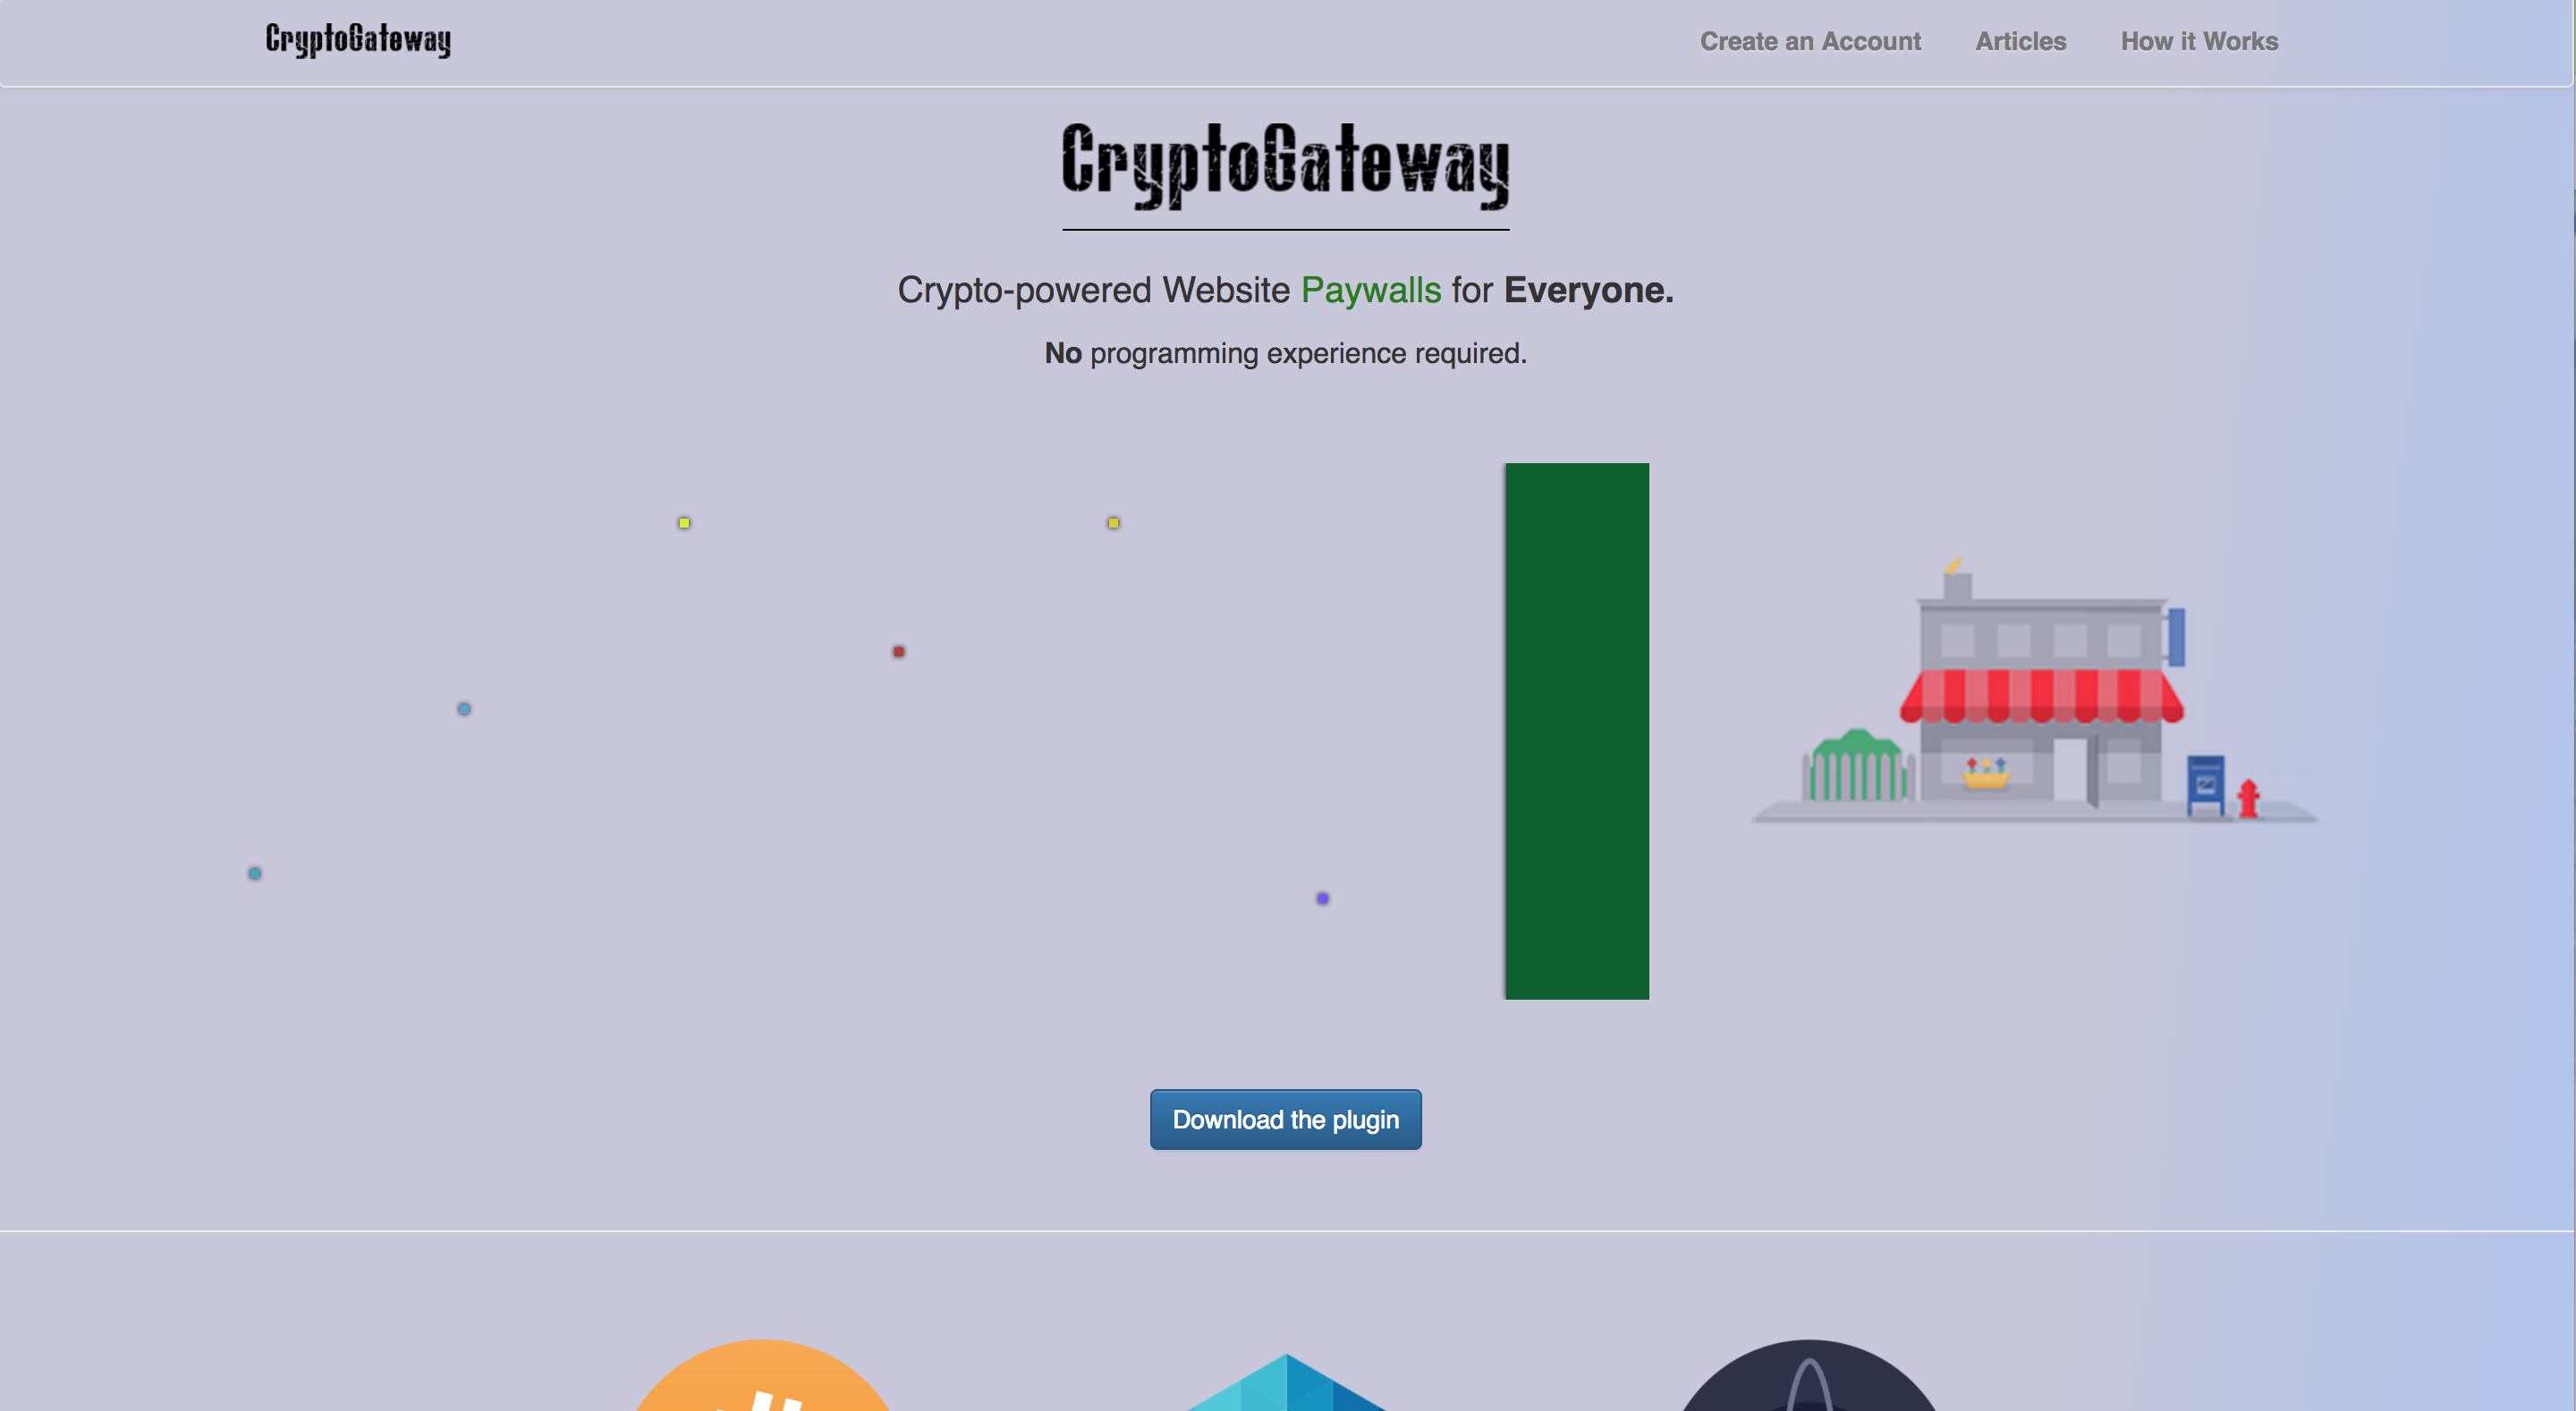 CryptoGateway
Create an Account Articles How it Works
CryptoGateway
Crypto-powered Website Paywalls for Everyone.
No programming experience required.
Download the plugin